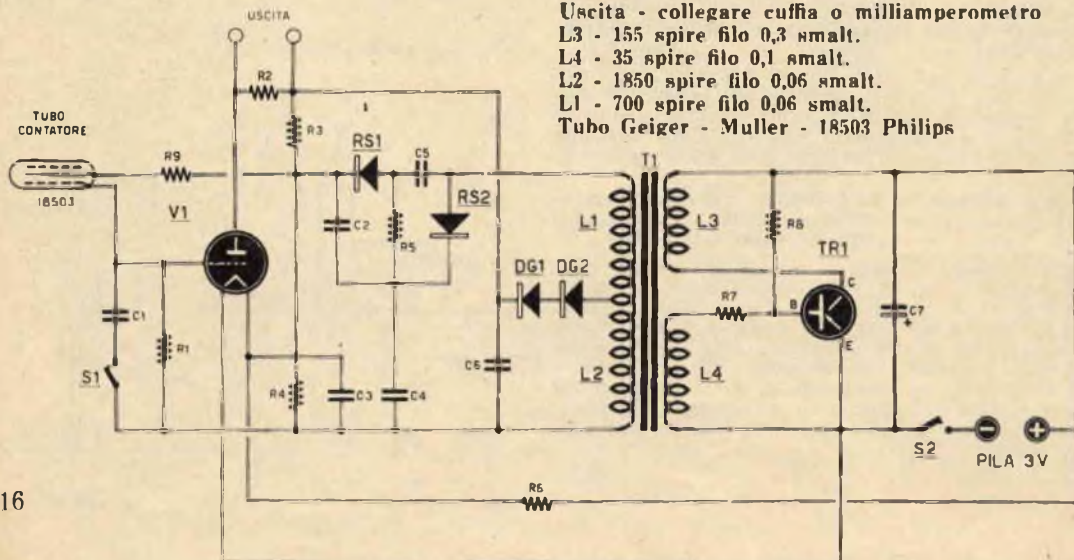 Uscita - collegare cuffia o milliamperometro
L3 - 155 spire filo 0,3 smalt.
L4 - 35 spire filo 0,1 smalt.
L2 - 1850 spire filo 0,06 smalt.
L1 - 700 spire filo 0,06 smalt.
Tubo Geiger - Muller - 18503 Philips
USCITA
R2
R3
TUBO
CONTATORE
18503
R9
V1
RS1
C5
RS2
C2
R5
T1
L1
L3
R8
TR1
C
B
E
R7
C7
+
DG1
DG2
C1
R1
S1
R4
C3
C4
C6
L2
L4
S2
- +
PILA 3V
R6
16